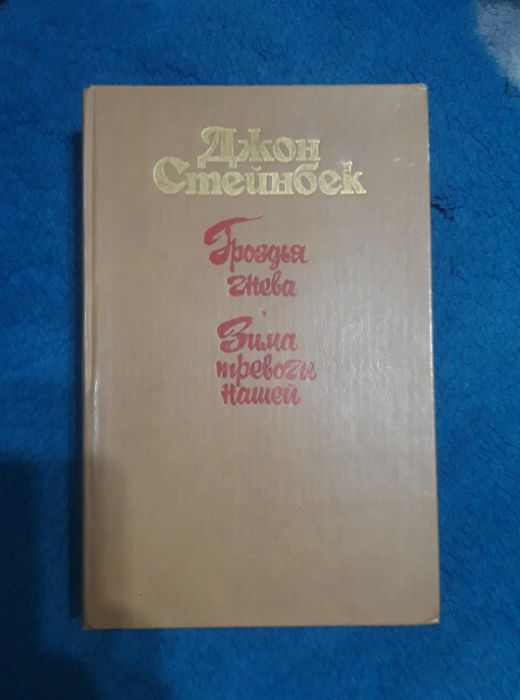 Джон
Стейнбек
Гроздья
гнева
·
Зима
тревоги
нашей